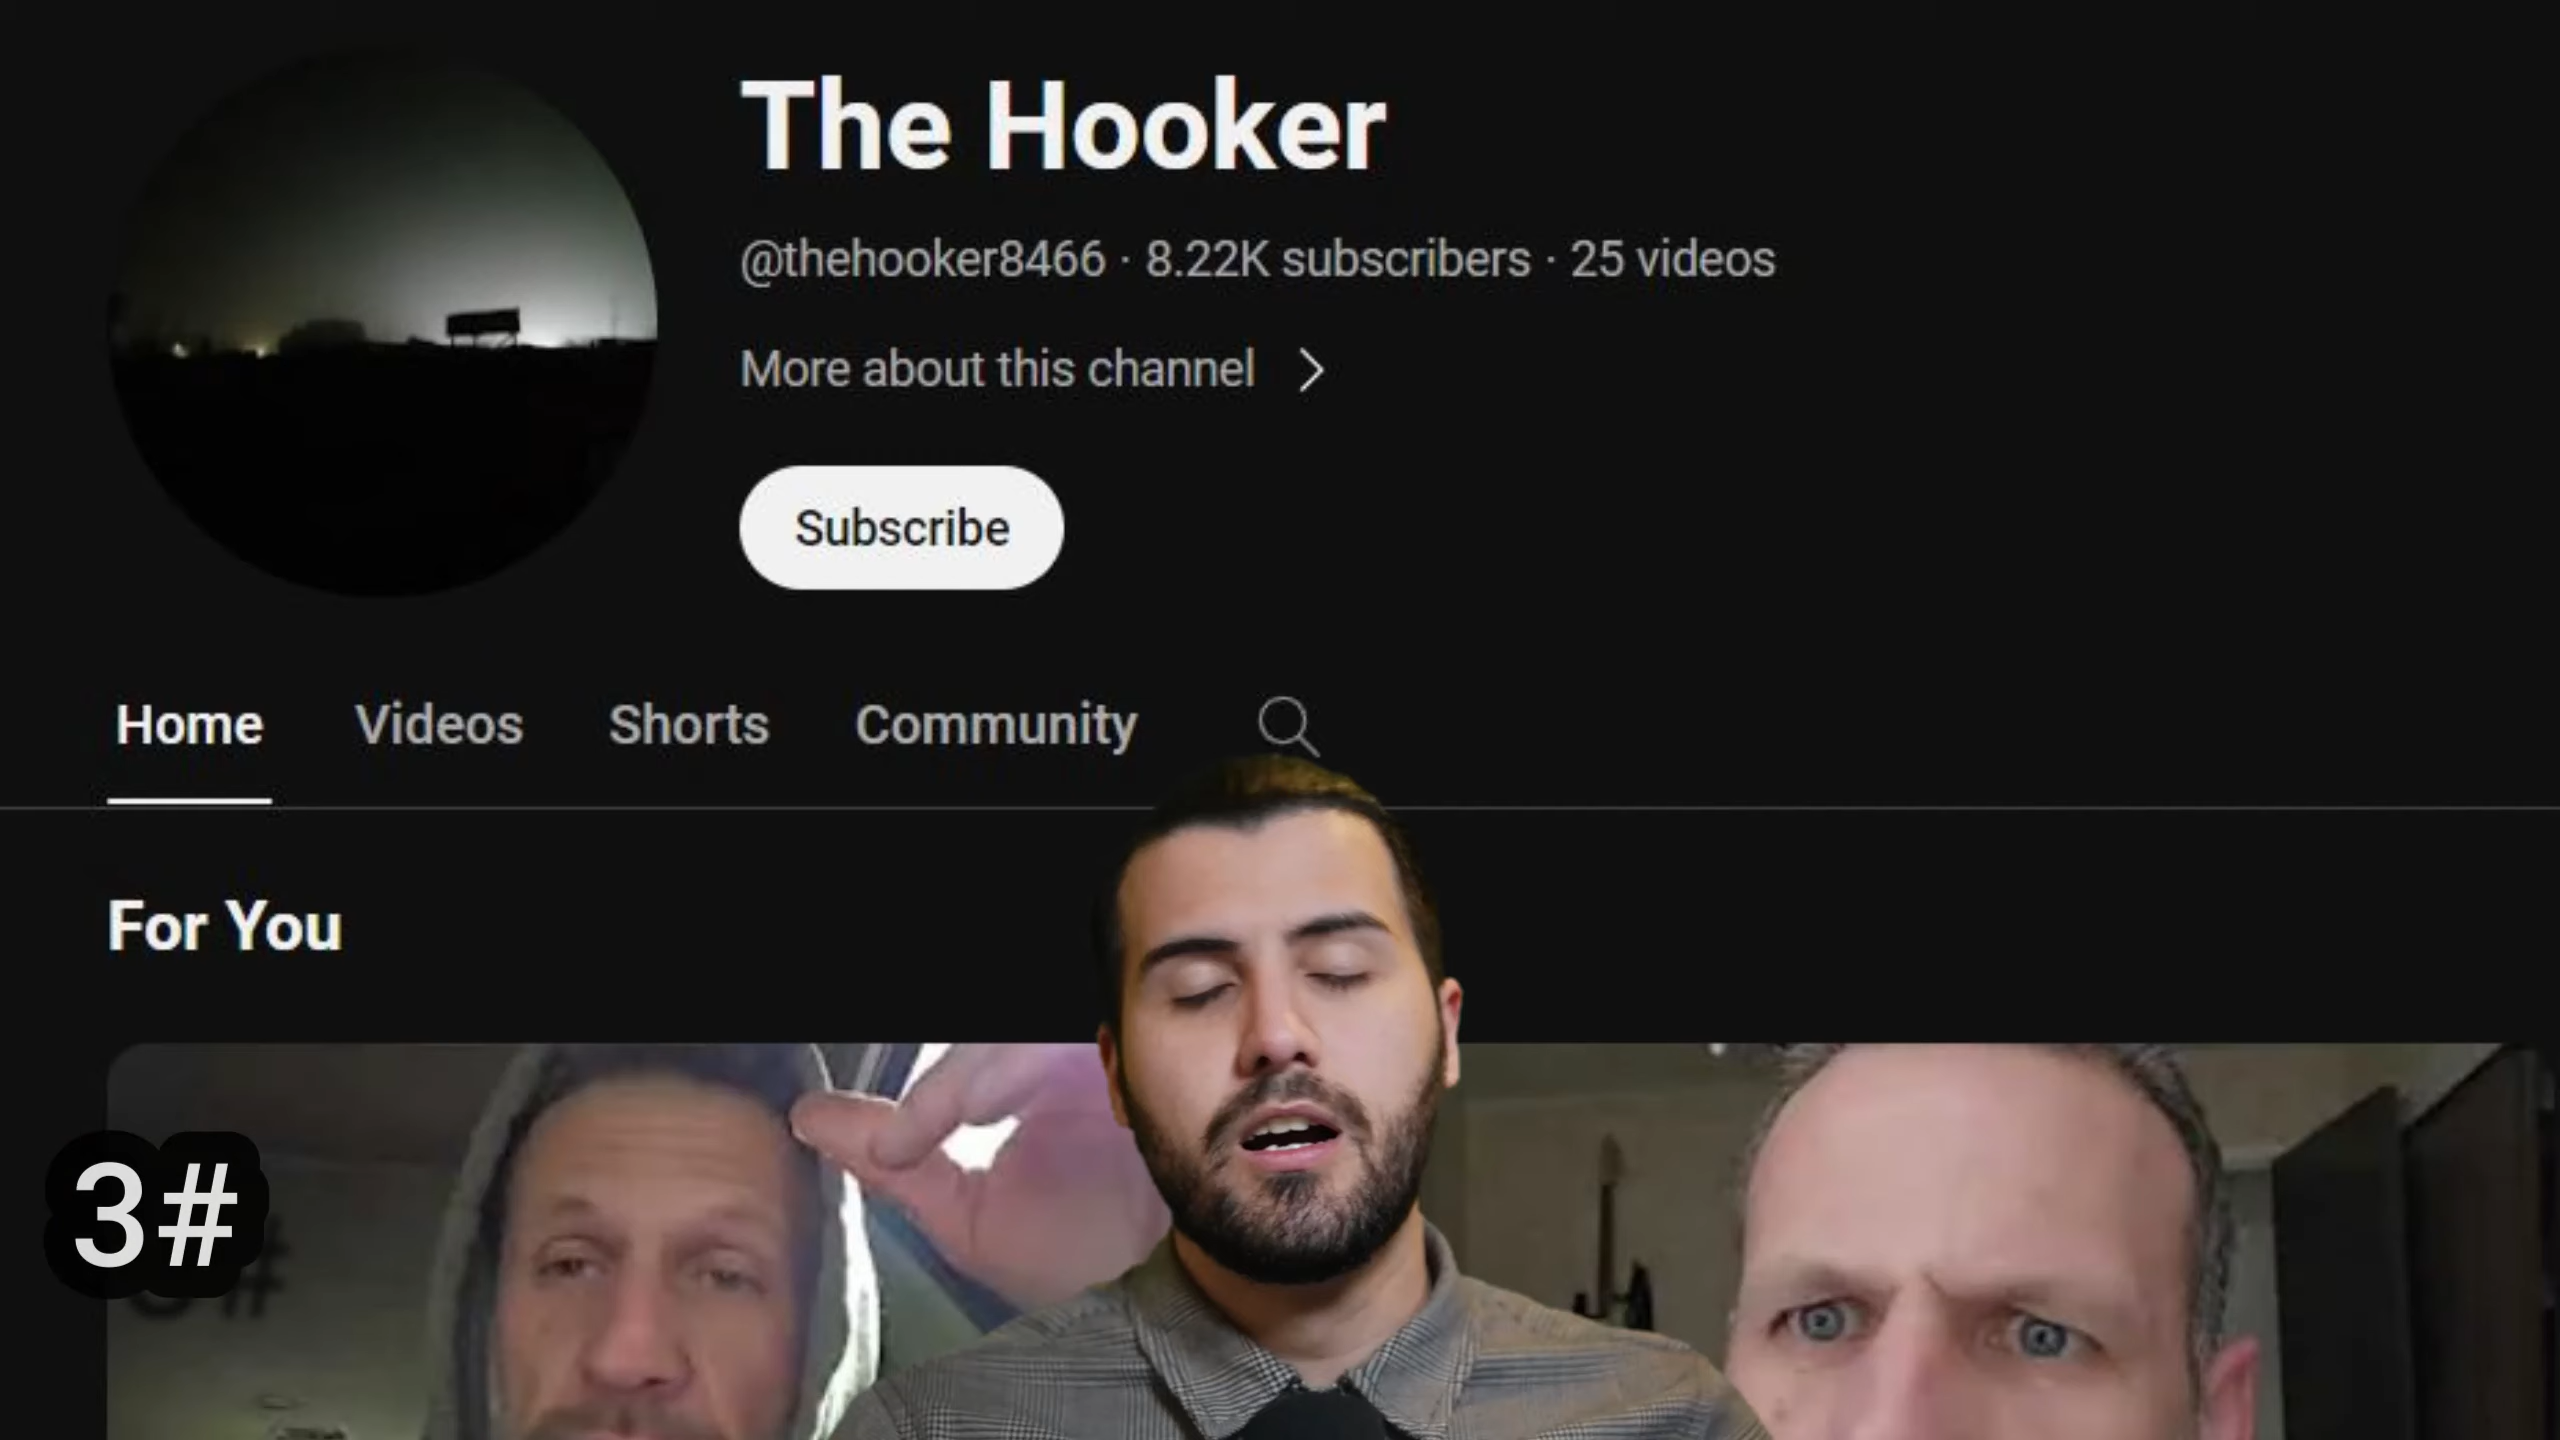 The Hooker
@thehooker8466 · 8.22K subscribers · 25 videos
More about this channel
Subscribe
Home Videos Shorts Community
For You
3#